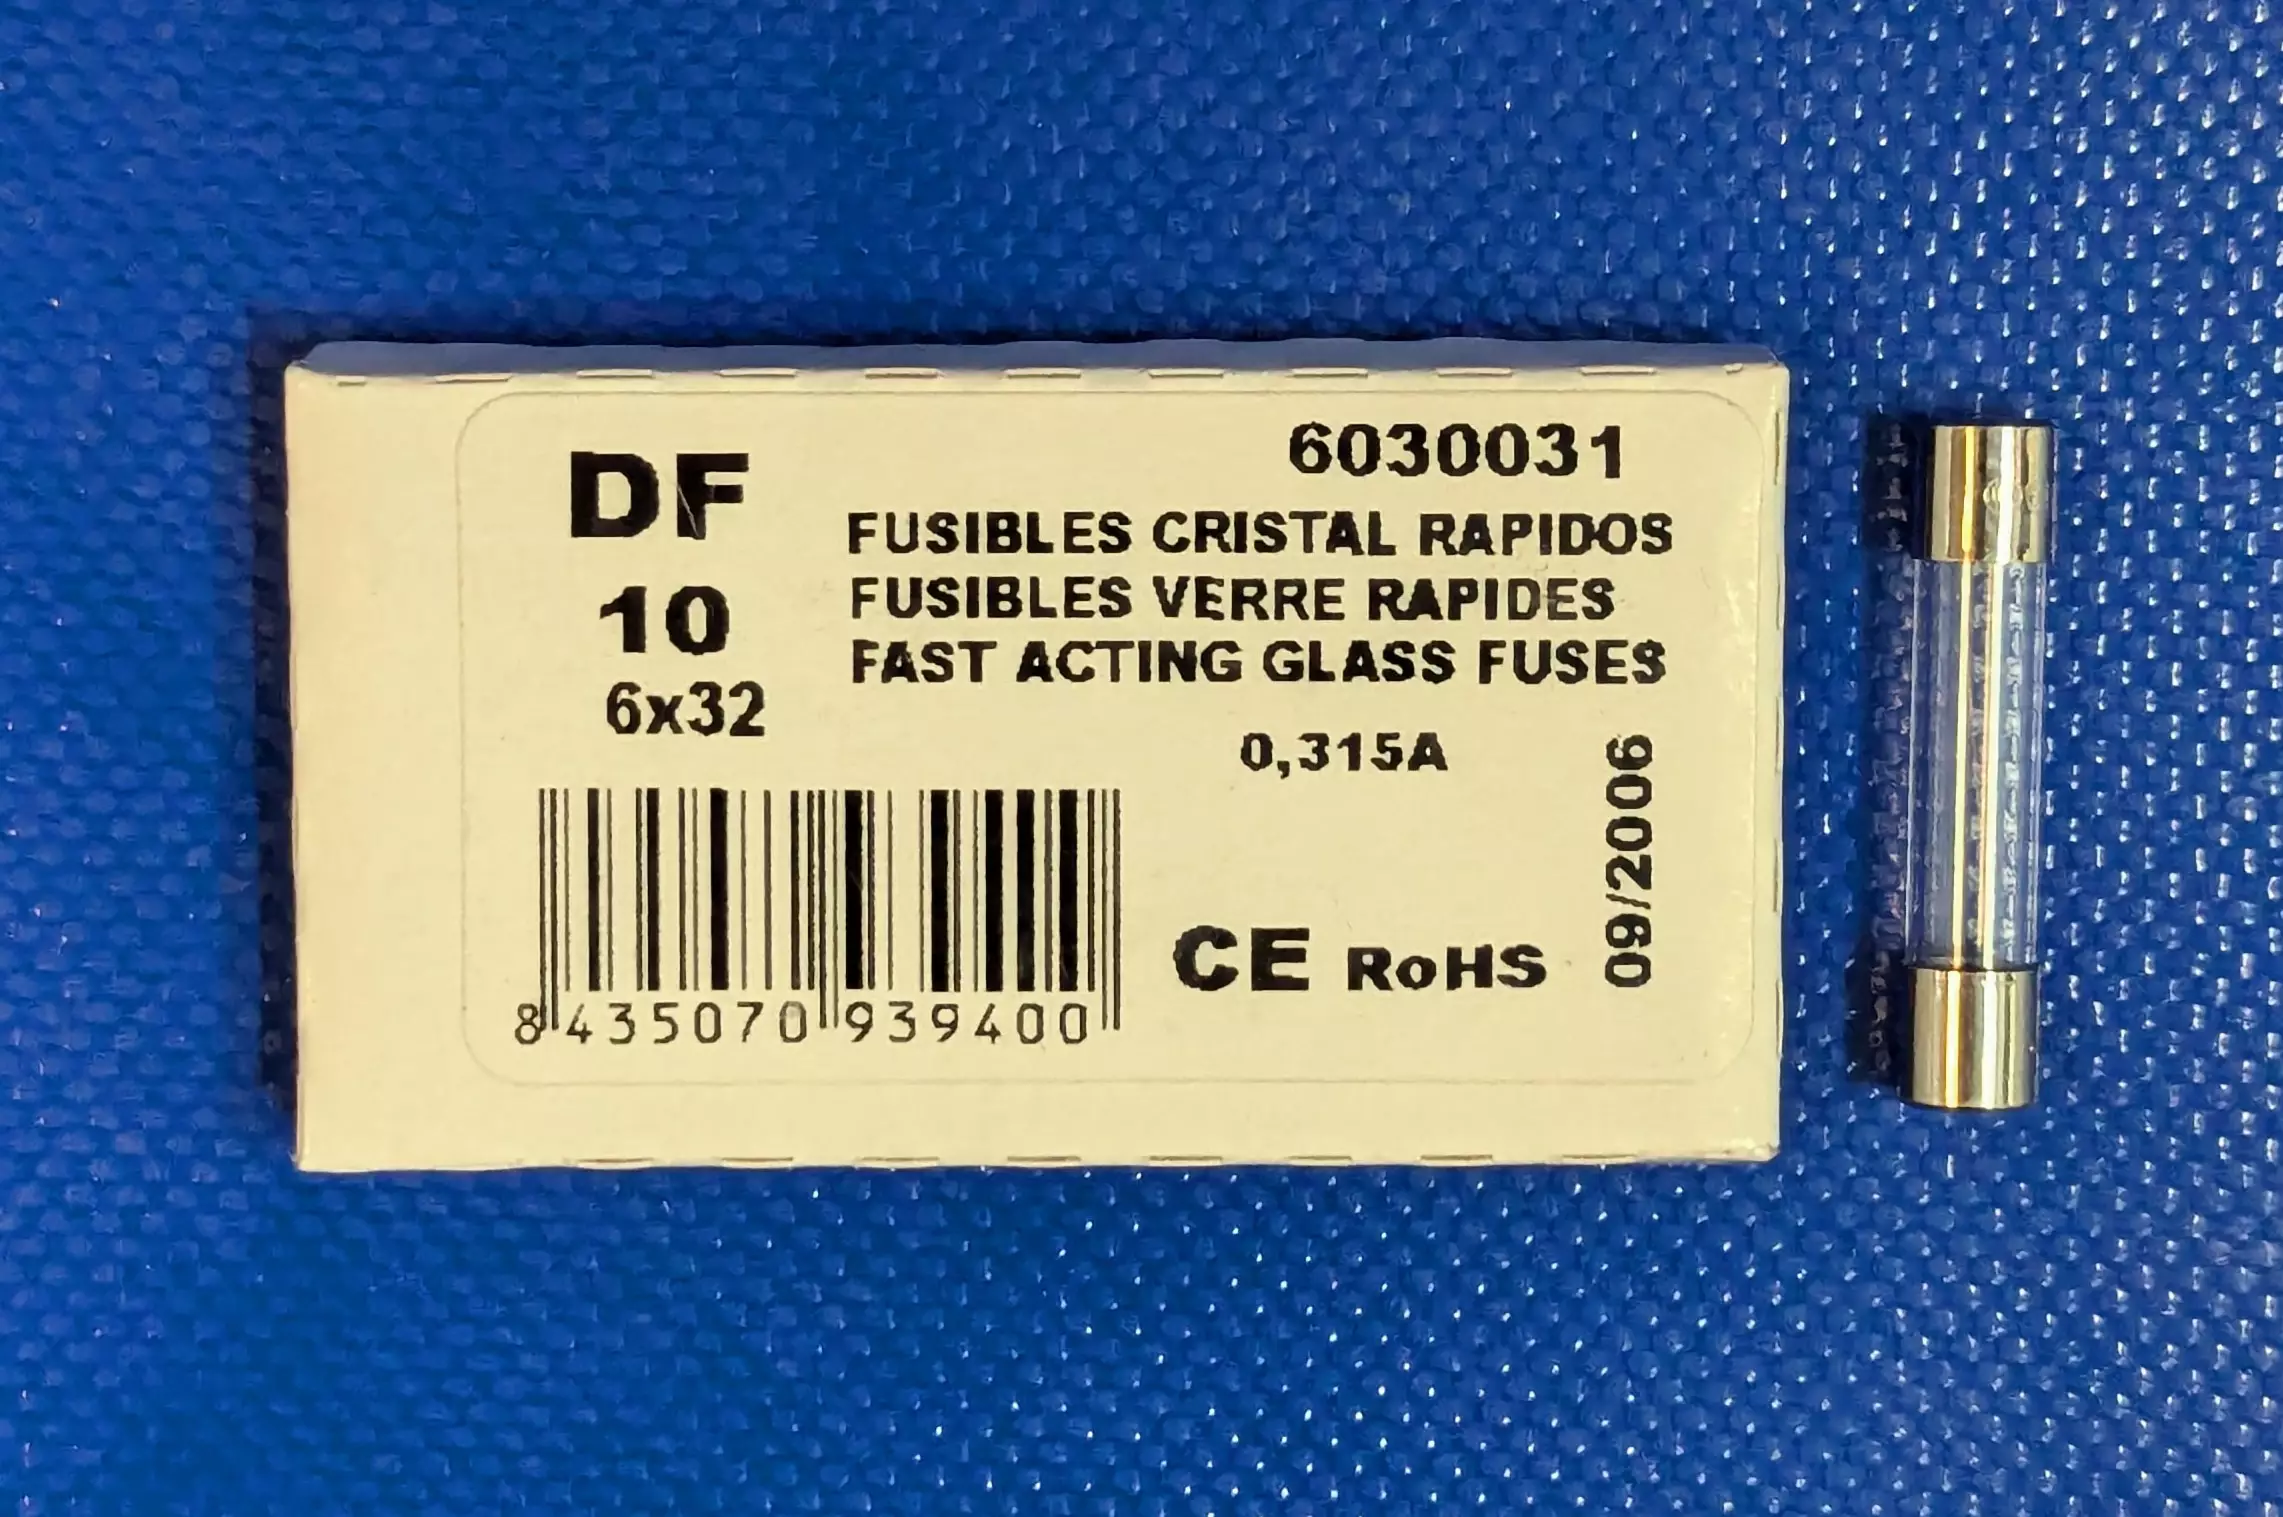 DF
10
6x32
6030031
FUSIBLES CRISTAL RAPIDOS
FUSIBLES VERRE RAPIDES
FAST ACTING GLASS FUSES
0,315A
8 435070 939400
CE RoHS
09/2006